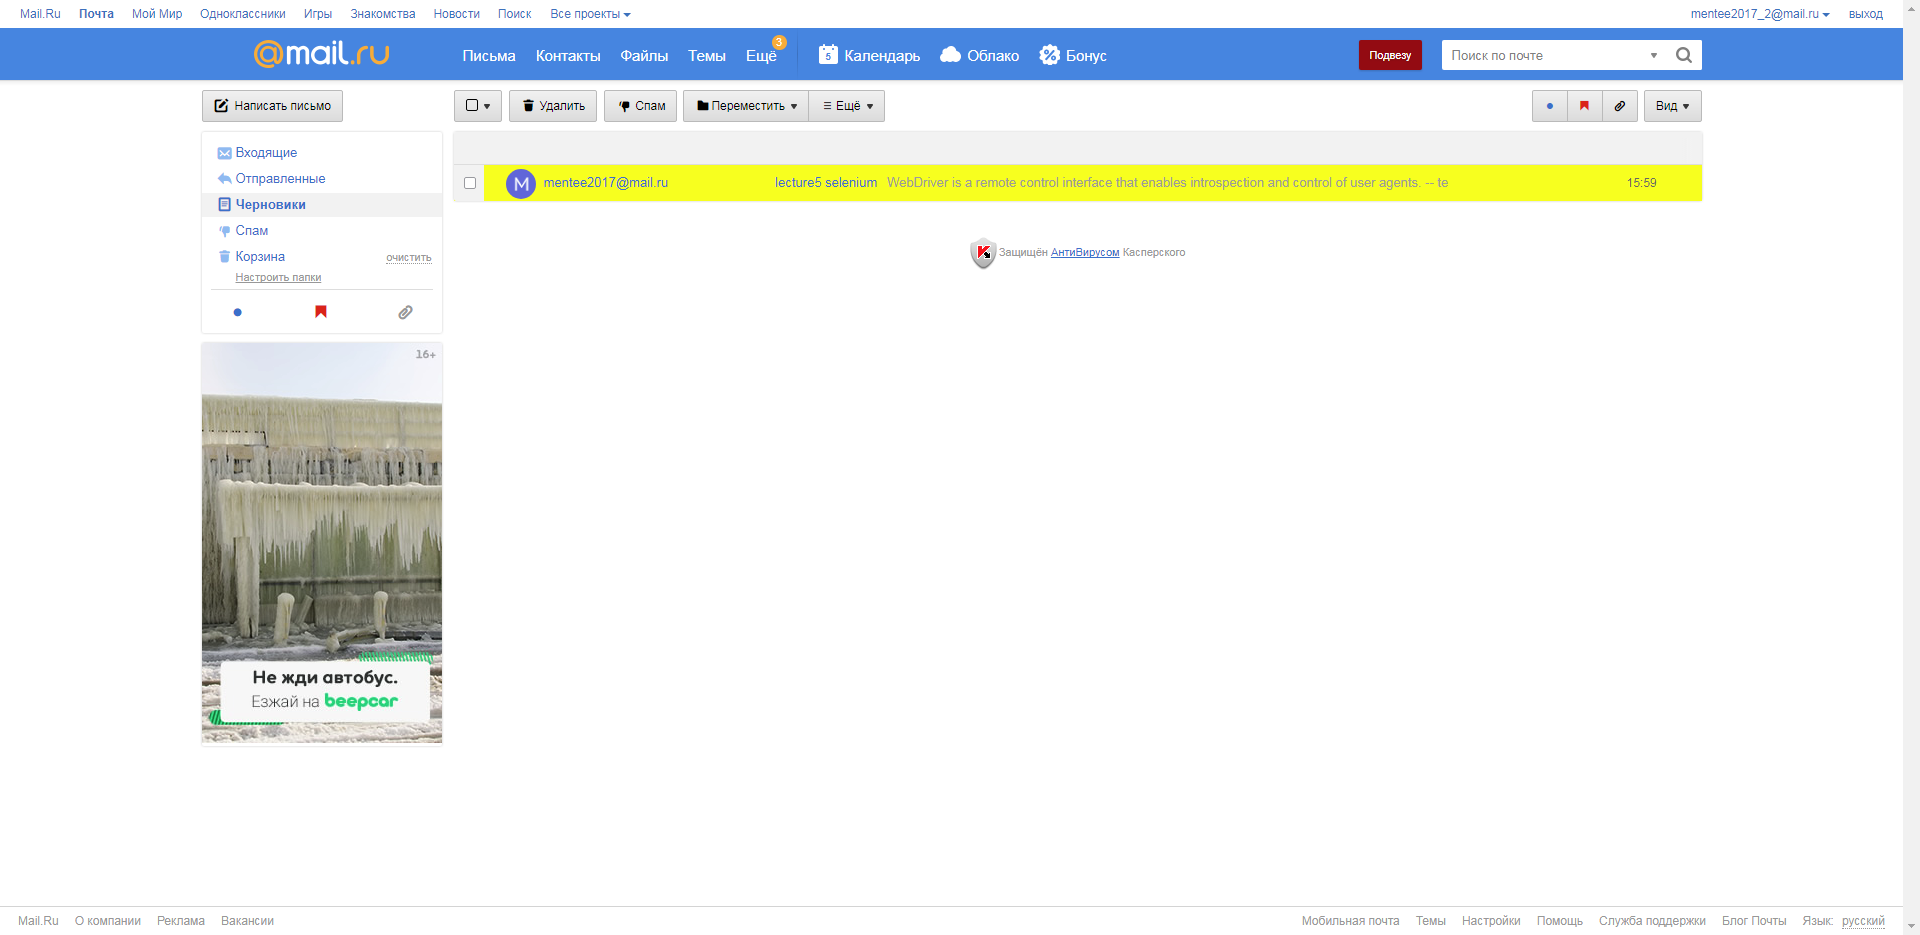 Mail.Ru Почта Мой Мир Одноклассники Игры Знакомства Новости Поиск Все проекты mentee2017_2@mail.ru выход
@mail.ru Письма Контакты Файлы Темы Ещё 3 5 Календарь Облако Бонус Подвезу Поиск по почте
Написать письмо Удалить Спам Переместить Ещё Вид
Входящие
Отправленные
Черновики
Спам
Корзина очистить
Настроить папки
M mentee2017@mail.ru lecture5 selenium WebDriver is a remote control interface that enables introspection and control of user agents. -- te 15:59
Защищён АнтиВирусом Касперского
16+
Не жди автобус.
Езжай на beepcar
Mail.Ru О компании Реклама Вакансии Мобильная почта Темы Настройки Помощь Служба поддержки Блог Почты Язык: русский